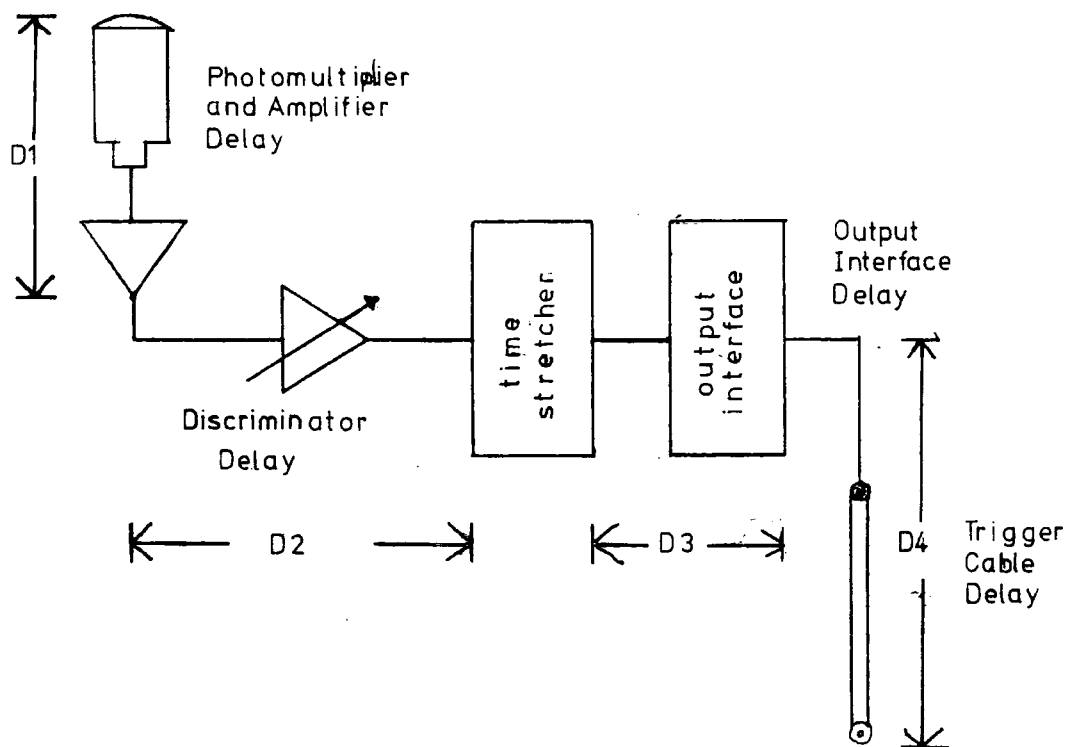 Photomultiplier
and Amplifier
Delay
D1
Output
Interface
Delay
time
stretcher
output
interface
Discriminator
Delay
D2
D3
D4
Trigger
Cable
Delay